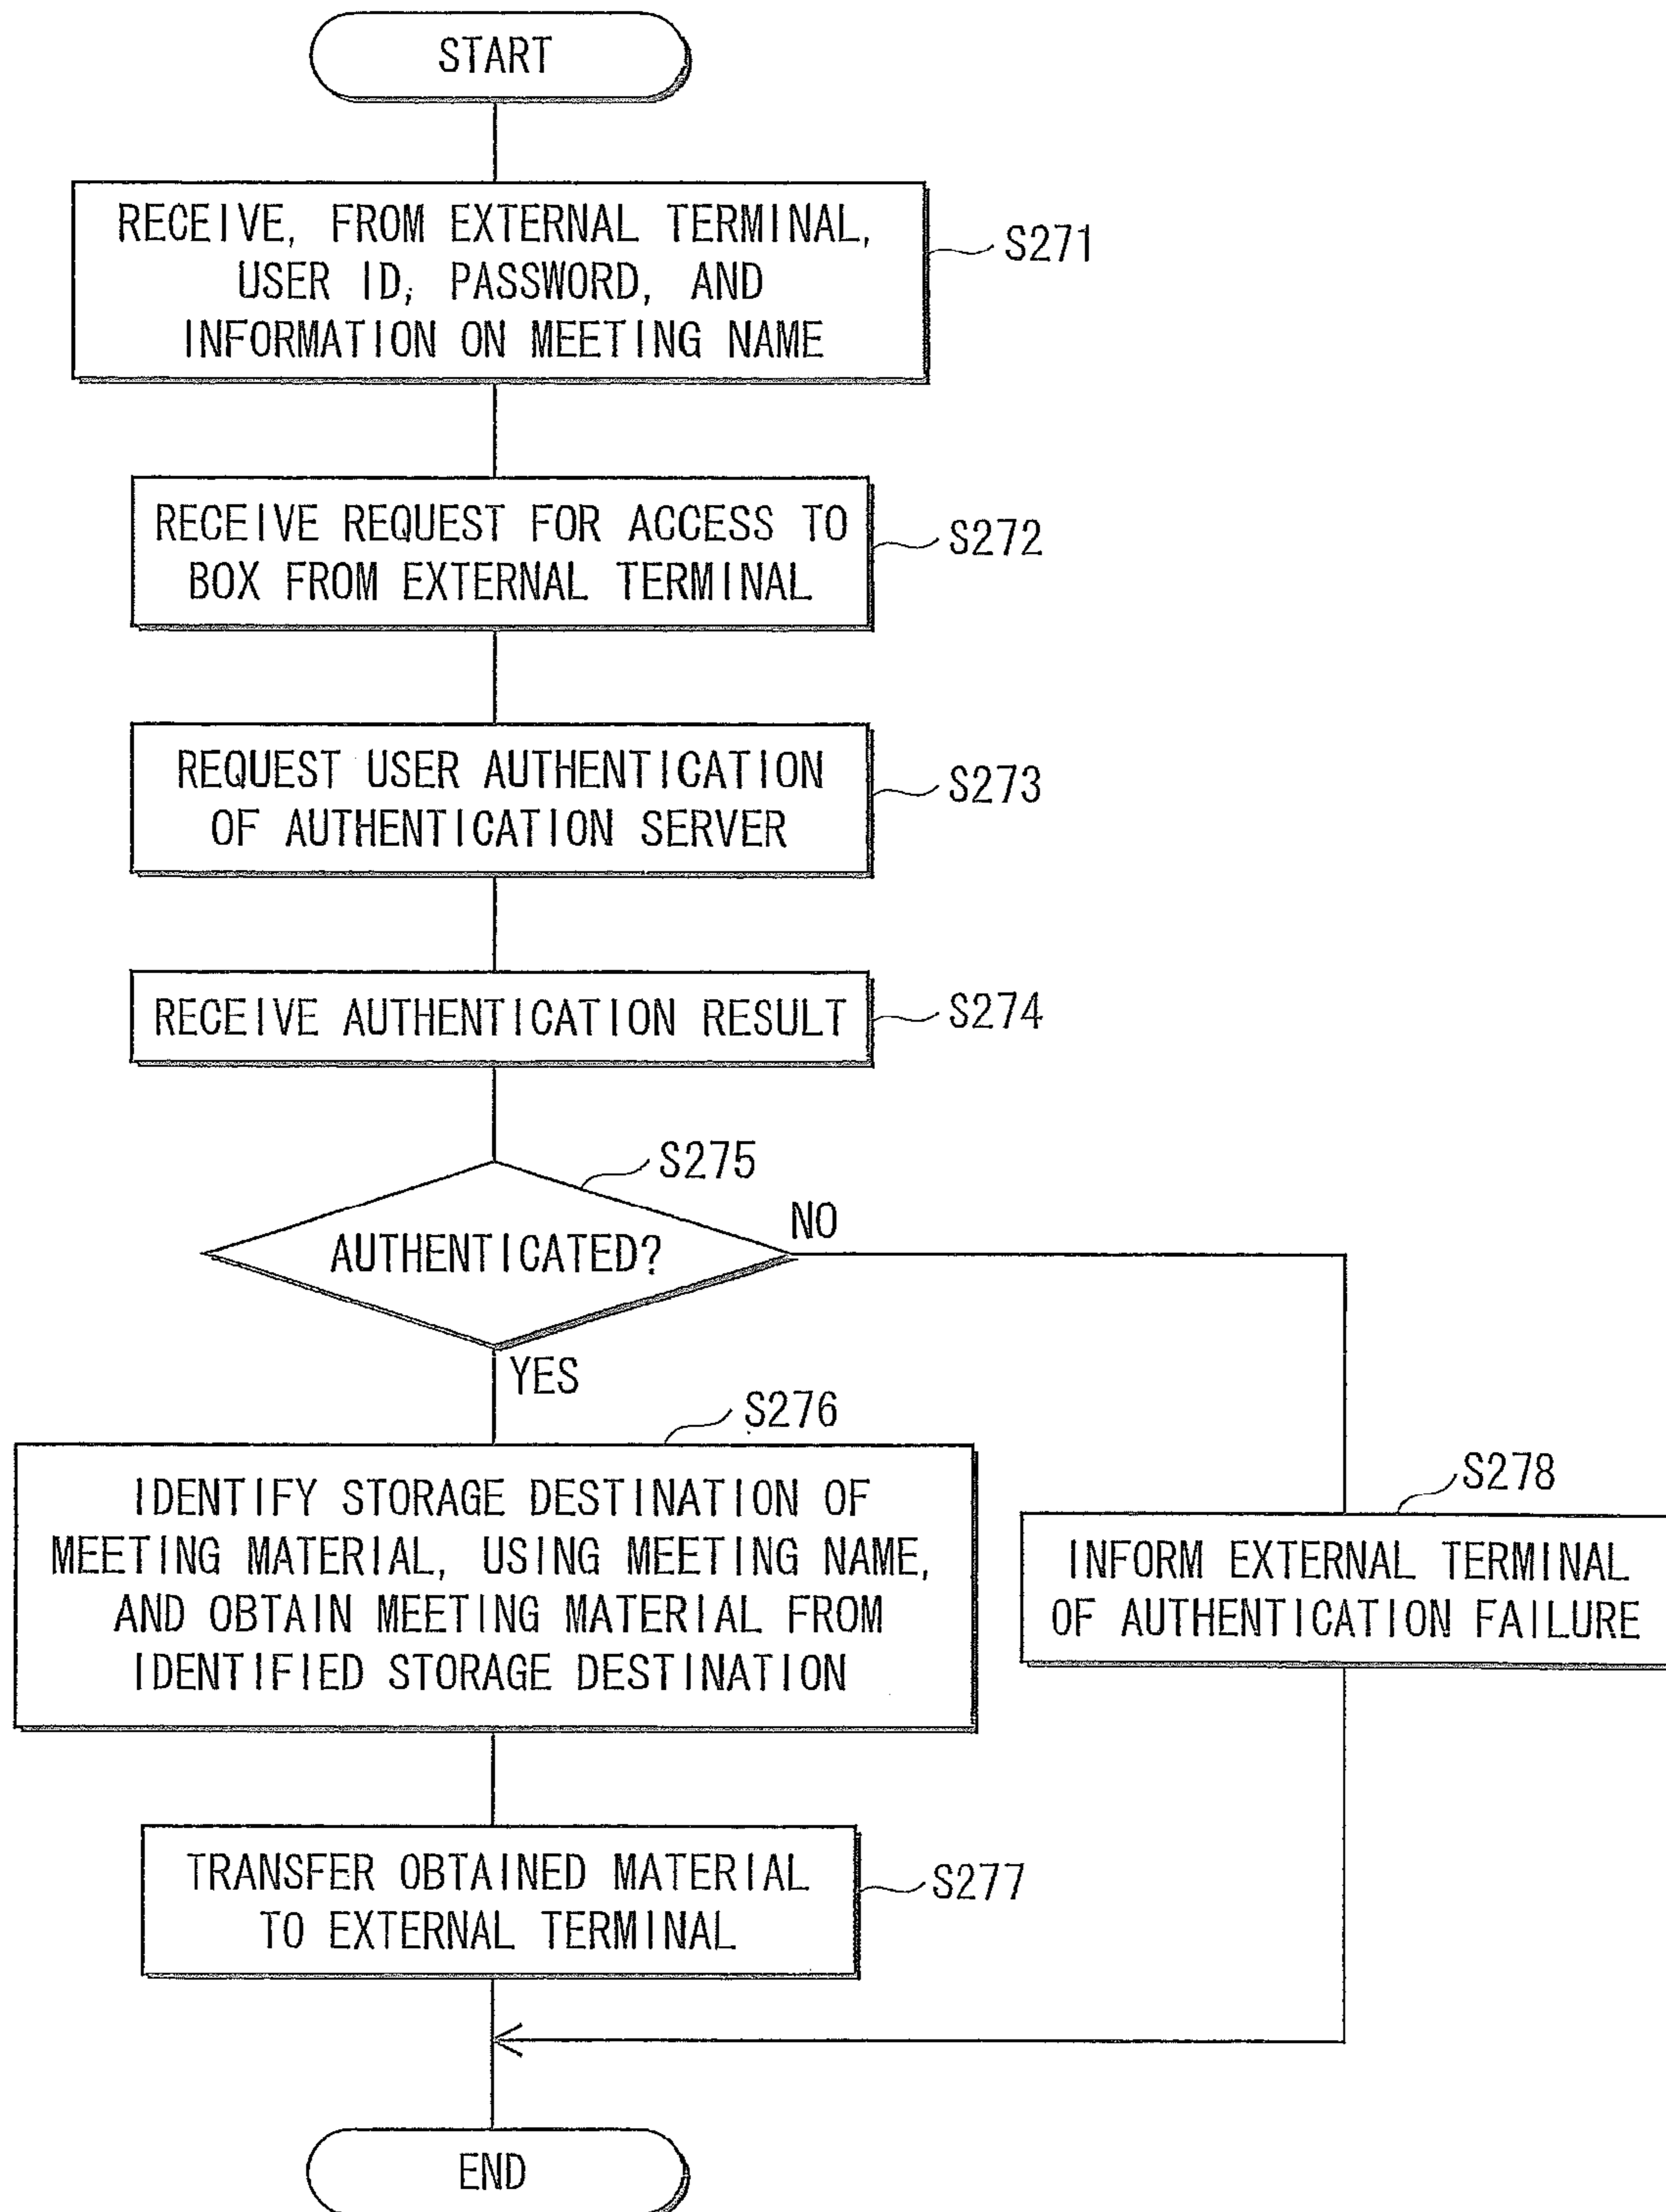 START
RECEIVE, FROM EXTERNAL TERMINAL,
USER ID, PASSWORD, AND
INFORMATION ON MEETING NAME
S271
RECEIVE REQUEST FOR ACCESS TO
BOX FROM EXTERNAL TERMINAL
S272
REQUEST USER AUTHENTICATION
OF AUTHENTICATION SERVER
S273
RECEIVE AUTHENTICATION RESULT
S274
S275
AUTHENTICATED?
NO
YES
S276
IDENTIFY STORAGE DESTINATION OF
MEETING MATERIAL, USING MEETING NAME,
AND OBTAIN MEETING MATERIAL FROM
IDENTIFIED STORAGE DESTINATION
S278
INFORM EXTERNAL TERMINAL
OF AUTHENTICATION FAILURE
TRANSFER OBTAINED MATERIAL
TO EXTERNAL TERMINAL
S277
END